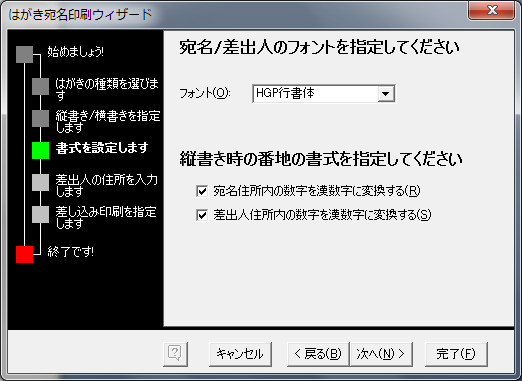 はがき宛名印刷ウィザード
始めましょう!
はがきの種類を選びま
す
縦書き/横書きを指定
します
書式を設定します
差出人の住所を入力
します
差し込み印刷を指定
します
終了です!
宛名/差出人のフォントを指定してください
フォント(O): HGP行書体
縦書き時の番地の書式を指定してください
宛名住所内の数字を漢数字に変換する(R)
差出人住所内の数字を漢数字に変換する(S)
キャンセル < 戻る(B) 次へ(N) > 完了(F)